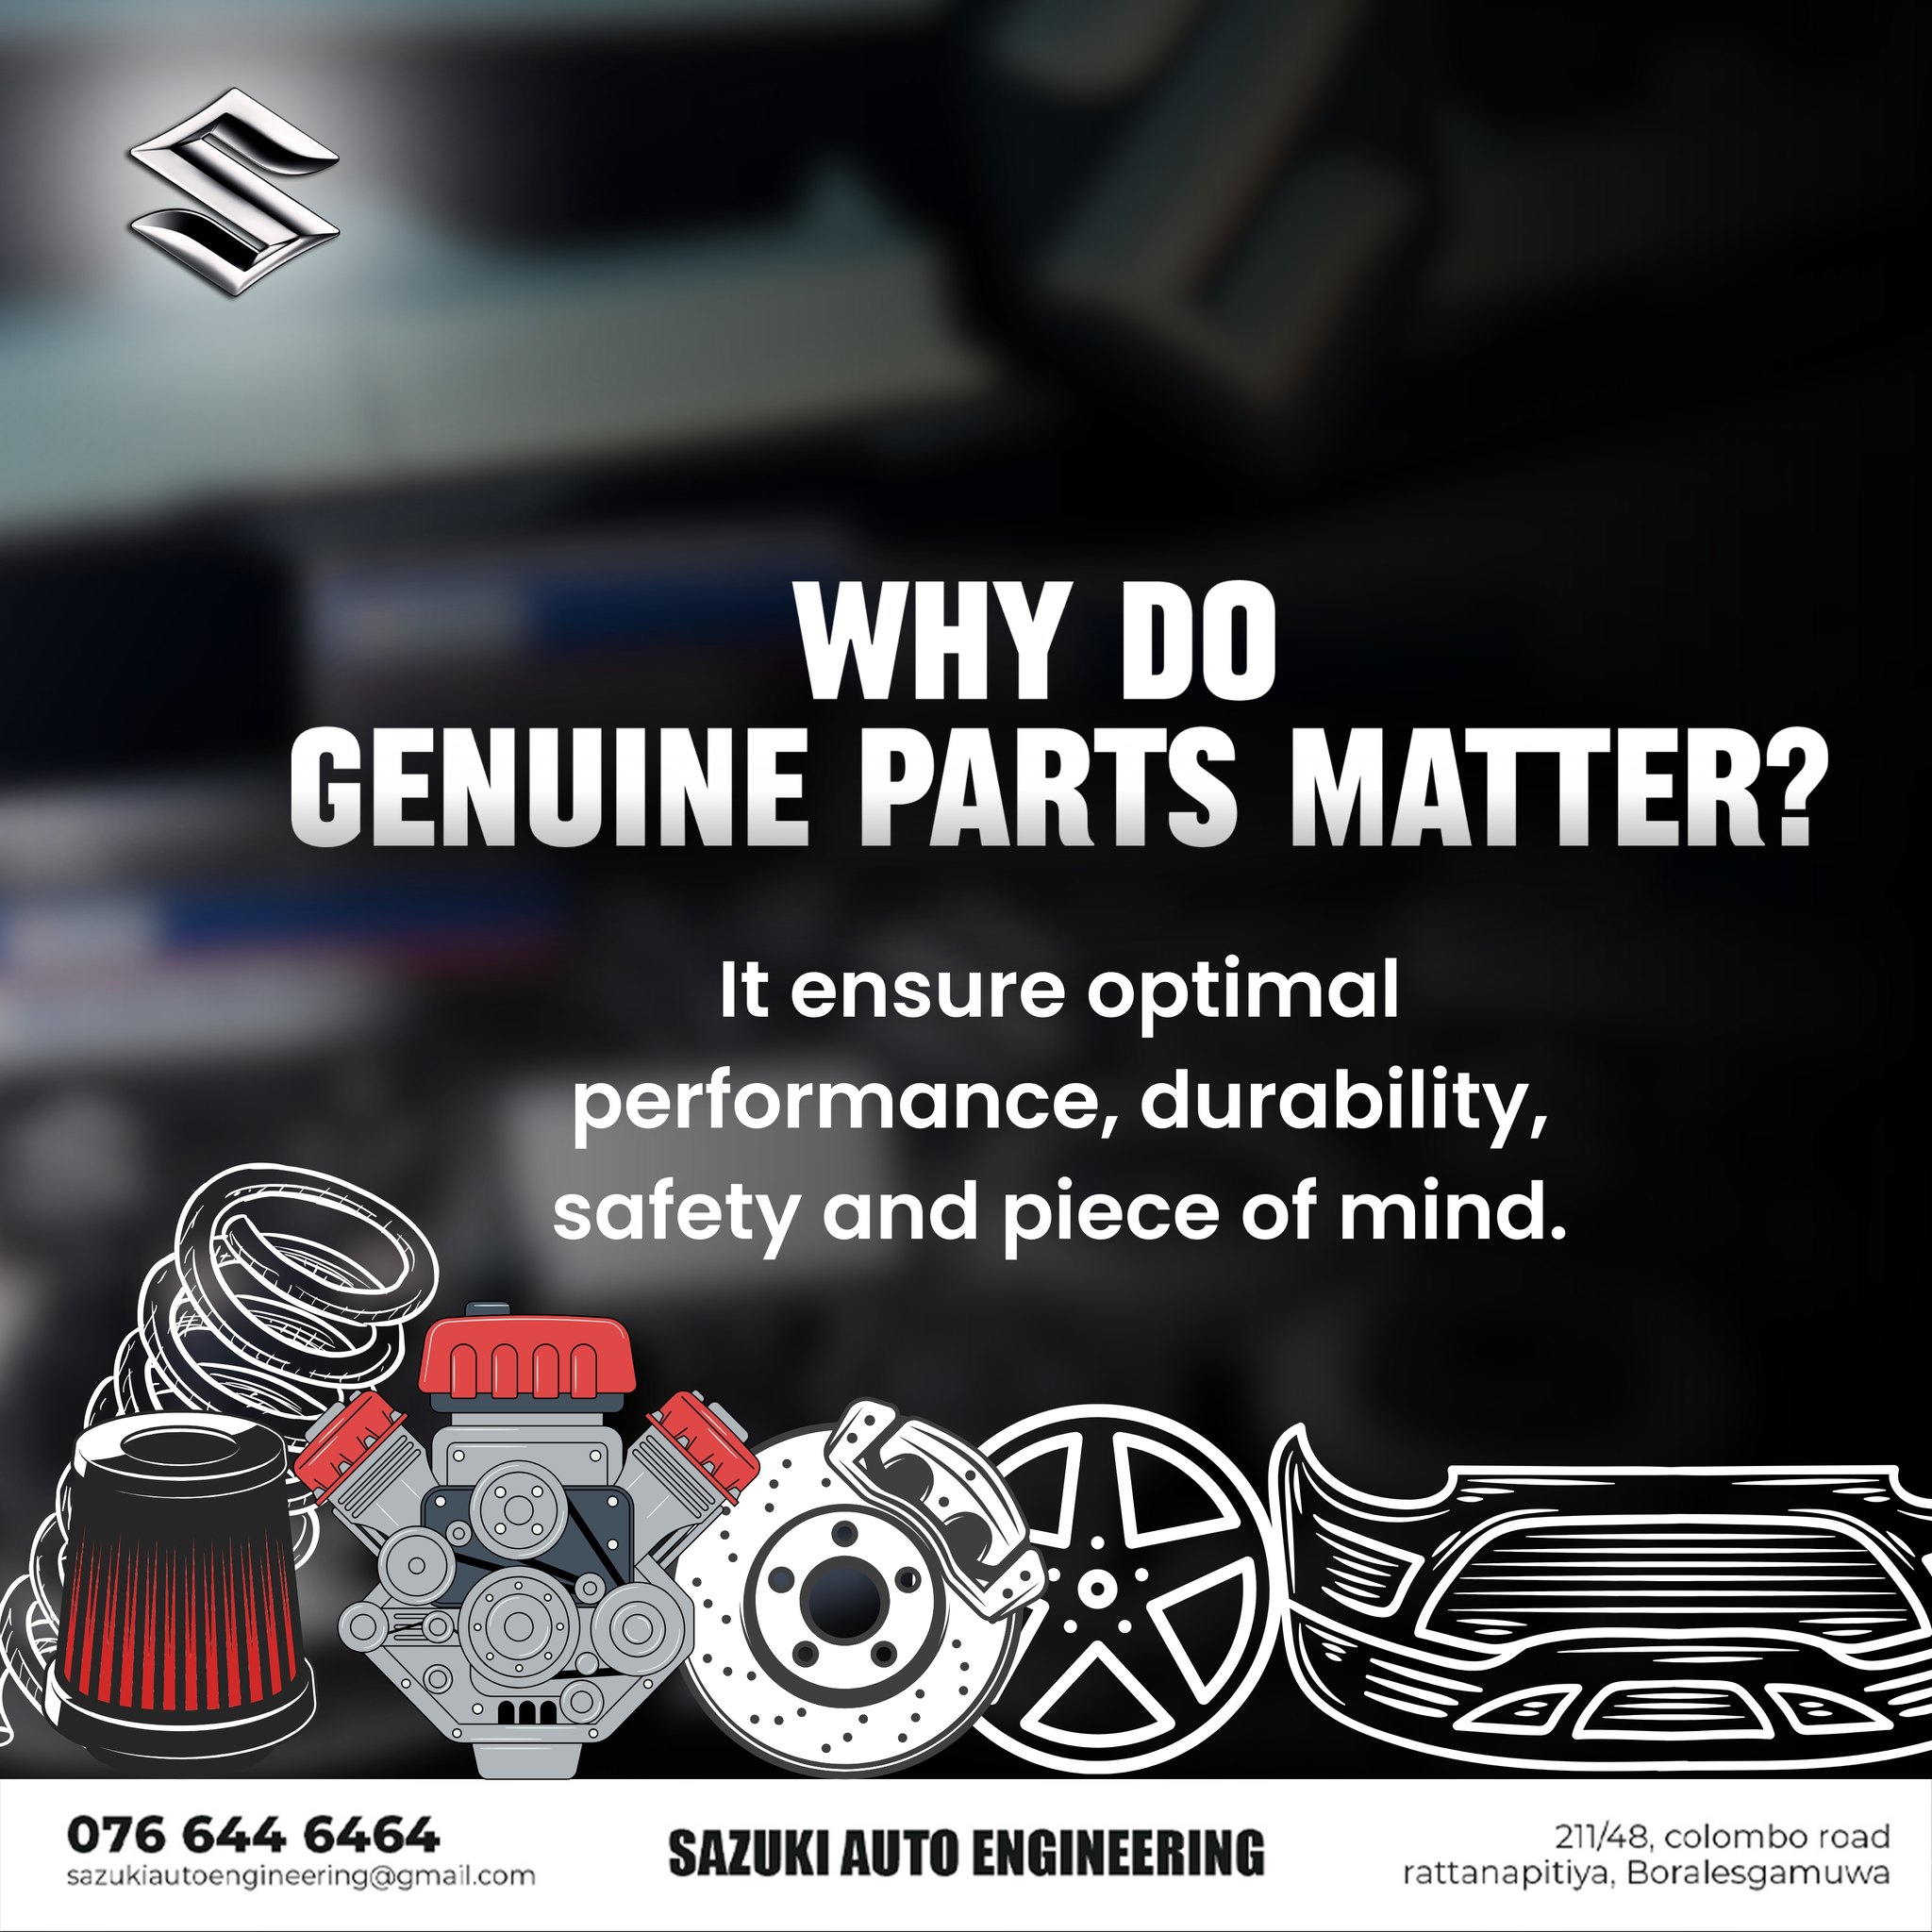 WHY DO
GENUINE PARTS MATTER?
It ensure optimal
performance, durability,
safety and piece of mind.
076 644 6464
sazukiautoengineering@gmail.com
SAZUKI AUTO ENGINEERING
211/48, colombo road
rattanapitiya, Boralesgamuwa